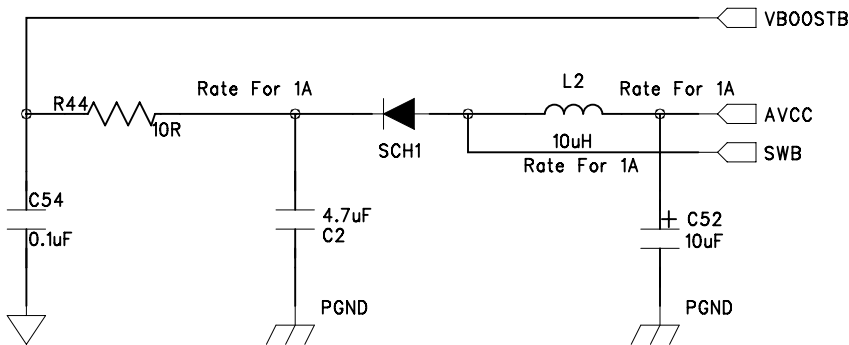 VBOOSTB
L2
Rate For 1A
Rate For 1A
R44
AVCC
10R
10uH
SCH1
SWB
Rate For 1A
C54
4.7uF
C52
0.1uF
C2
10uF
PGND
PGND